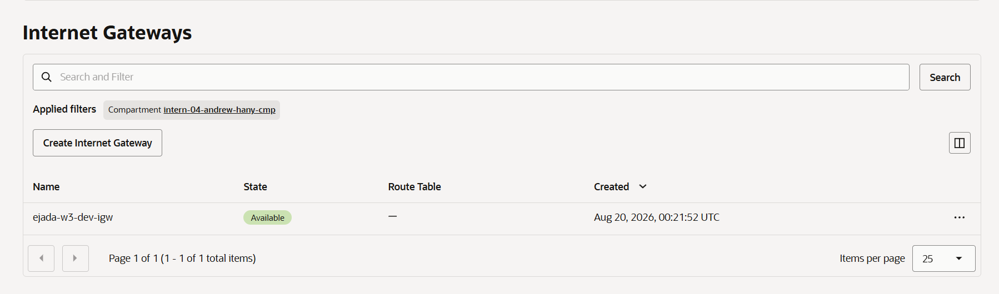 Internet Gateways
Search and Filter
Search
Applied filters Compartment intern-04-andrew-hany-cmp
Create Internet Gateway
Name State Route Table Created
ejada-w3-dev-igw Available — Aug 20, 2026, 00:21:52 UTC
Page 1 of 1 (1 - 1 of 1 total items) Items per page 25